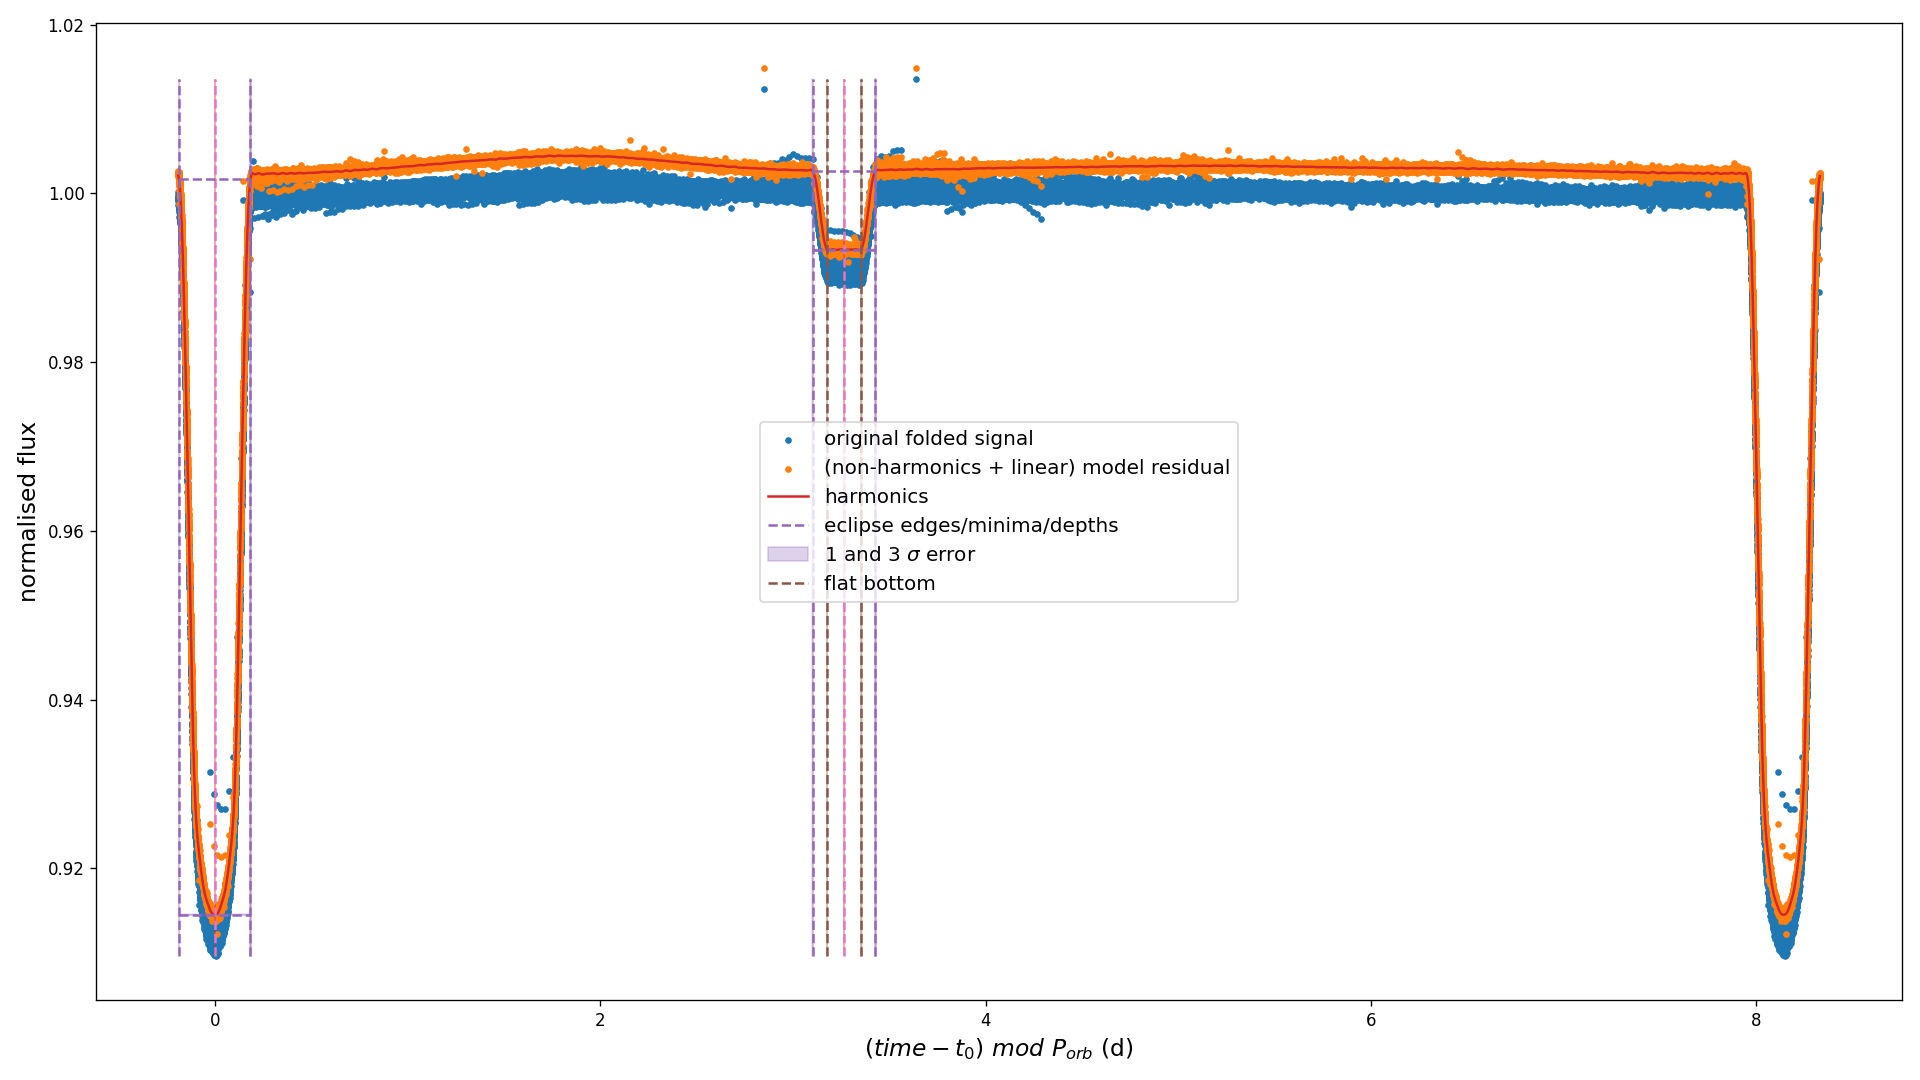 1.02
1.00
0.98
0.96
0.94
0.92
normalised flux
original folded signal
(non-harmonics + linear) model residual
harmonics
eclipse edges/minima/depths
1 and 3 σ error
flat bottom
0 2 4 6 8
(time − t₀) mod P_orb (d)